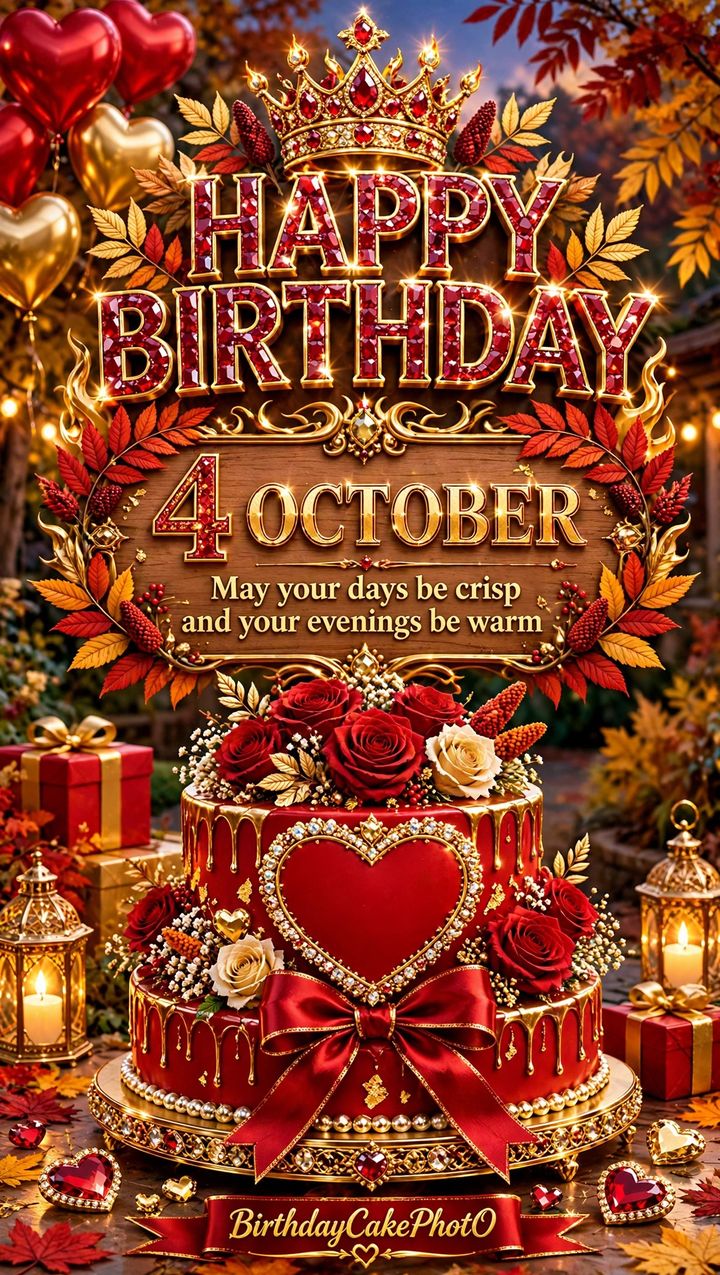 HAPPY
BIRTHDAY
4 OCTOBER
May your days be crisp
and your evenings be warm
BirthdayCakePhotO